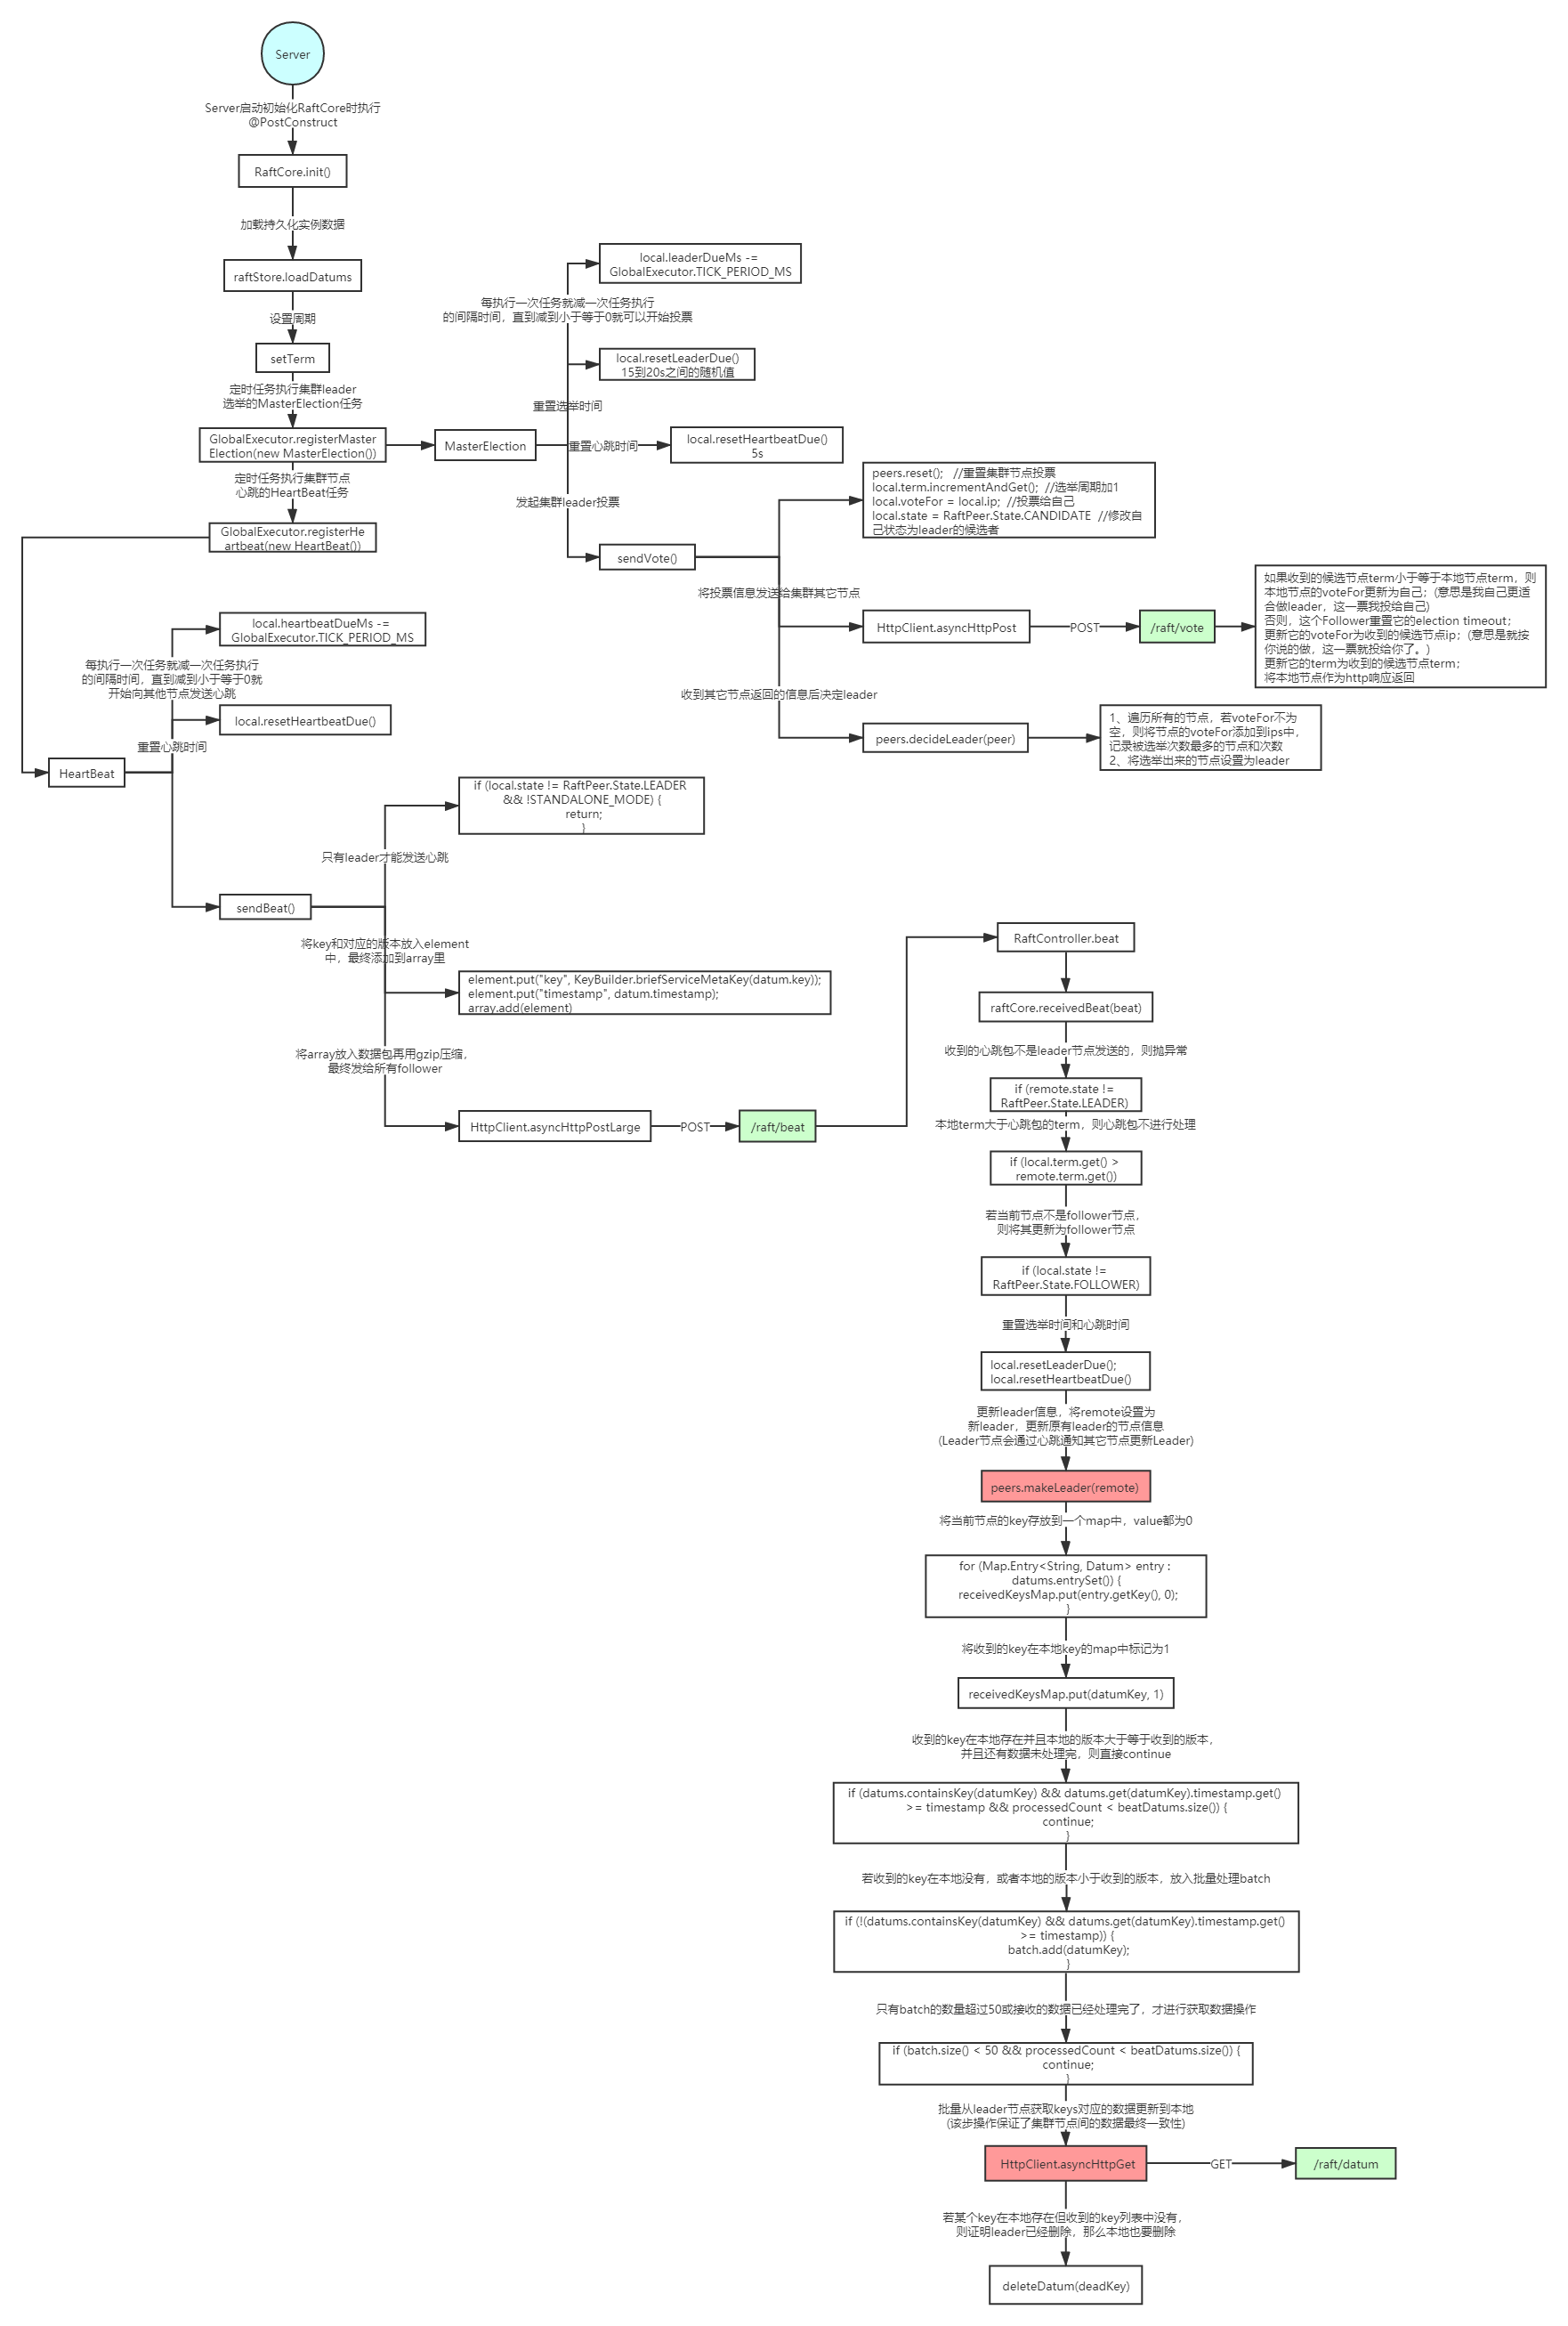 Server
Server启动初始化RaftCore时执行
@PostConstruct
RaftCore.init()
加载持久化实例数据
raftStore.loadDatums
设置周期
setTerm
定时任务执行集群leader
选举的MasterElection任务
GlobalExecutor.registerMaster
Election(new MasterElection())
定时任务执行集群节点
心跳的HeartBeat任务
GlobalExecutor.registerHe
artbeat(new HeartBeat())
MasterElection
local.leaderDueMs -=
GlobalExecutor.TICK_PERIOD_MS
每执行一次任务就减一次任务执行
的间隔时间，直到减到小于等于0就可以开始投票
local.resetLeaderDue()
15到20s之间的随机值
重置选举时间
重置心跳时间
local.resetHeartbeatDue()
5s
发起集群leader投票
sendVote()
peers.reset();   //重置集群节点投票
local.term.incrementAndGet();  //选举周期加1
local.voteFor = local.ip;  //投票给自己
local.state = RaftPeer.State.CANDIDATE  //修改自
己状态为leader的候选者
将投票信息发送给集群其它节点
HttpClient.asyncHttpPost
POST
/raft/vote
如果收到的候选节点term小于等于本地节点term，则
本地节点的voteFor更新为自己；(意思是我自己更适
合做leader，这一票我投给自己)
否则，这个Follower重置它的election timeout；
更新它的voteFor为收到的候选节点ip；(意思是就按
你说的做，这一票就投给你了。)
更新它的term为收到的候选节点term；
将本地节点作为http响应返回
收到其它节点返回的信息后决定leader
peers.decideLeader(peer)
1、遍历所有的节点，若voteFor不为
空，则将节点的voteFor添加到ips中，
记录被选举次数最多的节点和次数
2、将选举出来的节点设置为leader
local.heartbeatDueMs -=
GlobalExecutor.TICK_PERIOD_MS
每执行一次任务就减一次任务执行
的间隔时间，直到减到小于等于0就
开始向其他节点发送心跳
local.resetHeartbeatDue()
重置心跳时间
HeartBeat
if (local.state != RaftPeer.State.LEADER
&& !STANDALONE_MODE) {
return;
}
只有leader才能发送心跳
sendBeat()
将key和对应的版本放入element
中，最终添加到array里
element.put("key", KeyBuilder.briefServiceMetaKey(datum.key));
element.put("timestamp", datum.timestamp);
array.add(element)
将array放入数据包再用gzip压缩，
最终发给所有follower
HttpClient.asyncHttpPostLarge
POST
/raft/beat
RaftController.beat
raftCore.receivedBeat(beat)
收到的心跳包不是leader节点发送的，则抛异常
if (remote.state !=
RaftPeer.State.LEADER)
本地term大于心跳包的term，则心跳包不进行处理
if (local.term.get() >
remote.term.get())
若当前节点不是follower节点，
则将其更新为follower节点
if (local.state !=
RaftPeer.State.FOLLOWER)
重置选举时间和心跳时间
local.resetLeaderDue();
local.resetHeartbeatDue()
更新leader信息，将remote设置为
新leader，更新原有leader的节点信息
(Leader节点会通过心跳通知其它节点更新Leader)
peers.makeLeader(remote)
将当前节点的key存放到一个map中，value都为0
for (Map.Entry<String, Datum> entry :
datums.entrySet()) {
receivedKeysMap.put(entry.getKey(), 0);
}
将收到的key在本地key的map中标记为1
receivedKeysMap.put(datumKey, 1)
收到的key在本地存在并且本地的版本大于等于收到的版本，
并且还有数据未处理完，则直接continue
if (datums.containsKey(datumKey) && datums.get(datumKey).timestamp.get()
>= timestamp && processedCount < beatDatums.size()) {
continue;
}
若收到的key在本地没有，或者本地的版本小于收到的版本，放入批量处理batch
if (!(datums.containsKey(datumKey) && datums.get(datumKey).timestamp.get()
>= timestamp)) {
batch.add(datumKey);
}
只有batch的数量超过50或接收的数据已经处理完了，才进行获取数据操作
if (batch.size() < 50 && processedCount < beatDatums.size()) {
continue;
}
批量从leader节点获取keys对应的数据更新到本地
(该步操作保证了集群节点间的数据最终一致性)
HttpClient.asyncHttpGet
GET
/raft/datum
若某个key在本地存在但收到的key列表中没有，
则证明leader已经删除，那么本地也要删除
deleteDatum(deadKey)